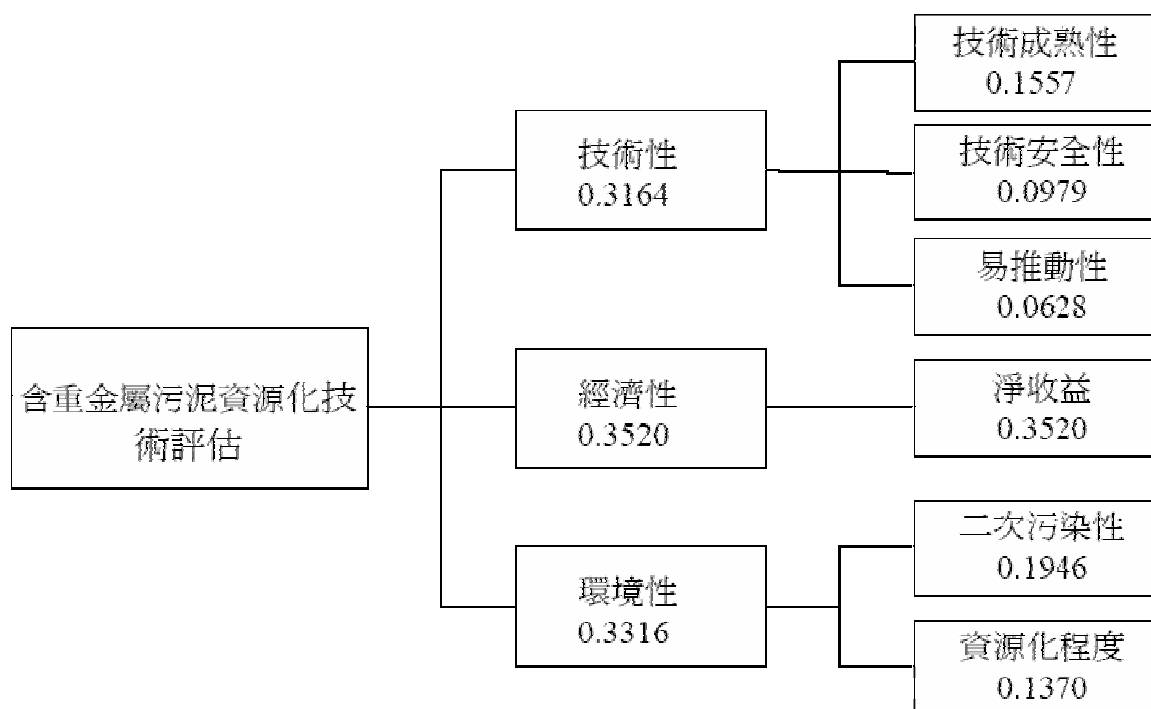 含重金屬污泥資源化技
術評估
技術性
0.3164
經濟性
0.3520
環境性
0.3316
技術成熟性
0.1557
技術安全性
0.0979
易推動性
0.0628
淨收益
0.3520
二次污染性
0.1946
資源化程度
0.1370